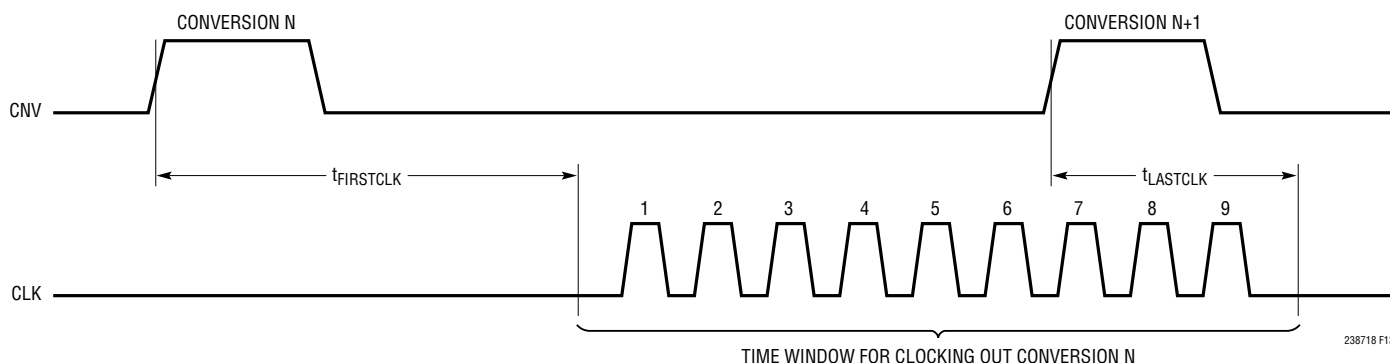 CONVERSION N
CONVERSION N+1
CNV
tFIRSTCLK
tLASTCLK
1 2 3 4 5 6 7 8 9
CLK
TIME WINDOW FOR CLOCKING OUT CONVERSION N
238718